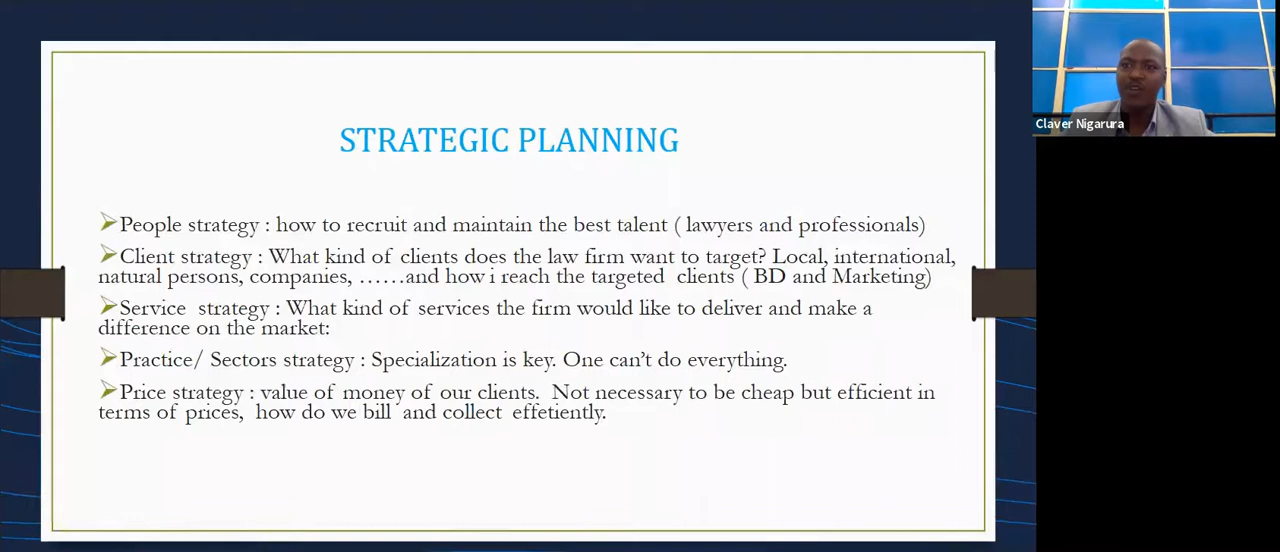 STRATEGIC PLANNING
People strategy : how to recruit and maintain the best talent ( lawyers and professionals)
Client strategy : What kind of clients does the law firm want to target? Local, international,
natural persons, companies, ……and how i reach the targeted clients ( BD and Marketing)
Service strategy : What kind of services the firm would like to deliver and make a
difference on the market:
Practice/ Sectors strategy : Specialization is key. One can't do everything.
Price strategy : value of money of our clients. Not necessary to be cheap but efficient in
terms of prices, how do we bill and collect effetiently.
Claver Nigarura